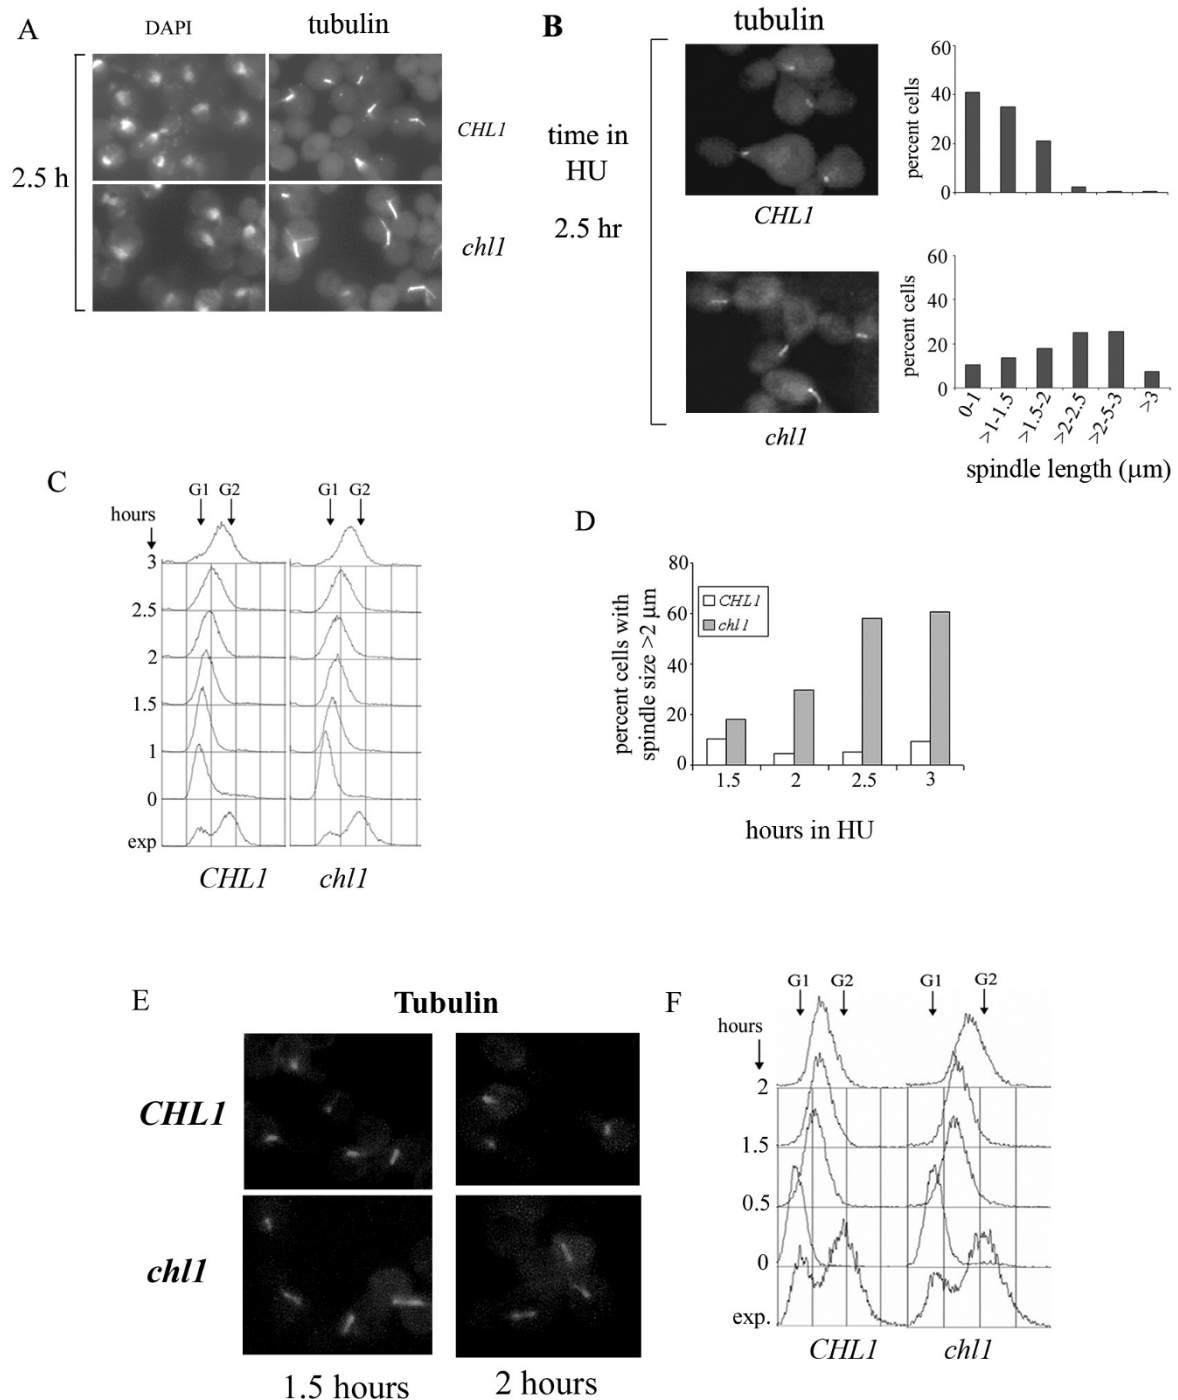 A
DAPI
tubulin
2.5 h
CHL1
chl1
B
tubulin
time in
HU
2.5 hr
CHL1
chl1
percent cells
60
40
20
0
percent cells
60
40
20
0
0-1
>1-1.5
>1.5-2
>2-2.5
>2-5-3
>3
spindle length (µm)
C
G1 G2 G1 G2
hours
3
2.5
2
1.5
1
0
exp
CHL1 chl1
D
percent cells with
spindle size >2 µm
80
60
40
20
0
CHL1
chl1
1.5 2 2.5 3
hours in HU
E
Tubulin
CHL1
chl1
1.5 hours 2 hours
F
G1 G2 G1 G2
hours
2
1.5
0.5
0
exp.
CHL1 chl1